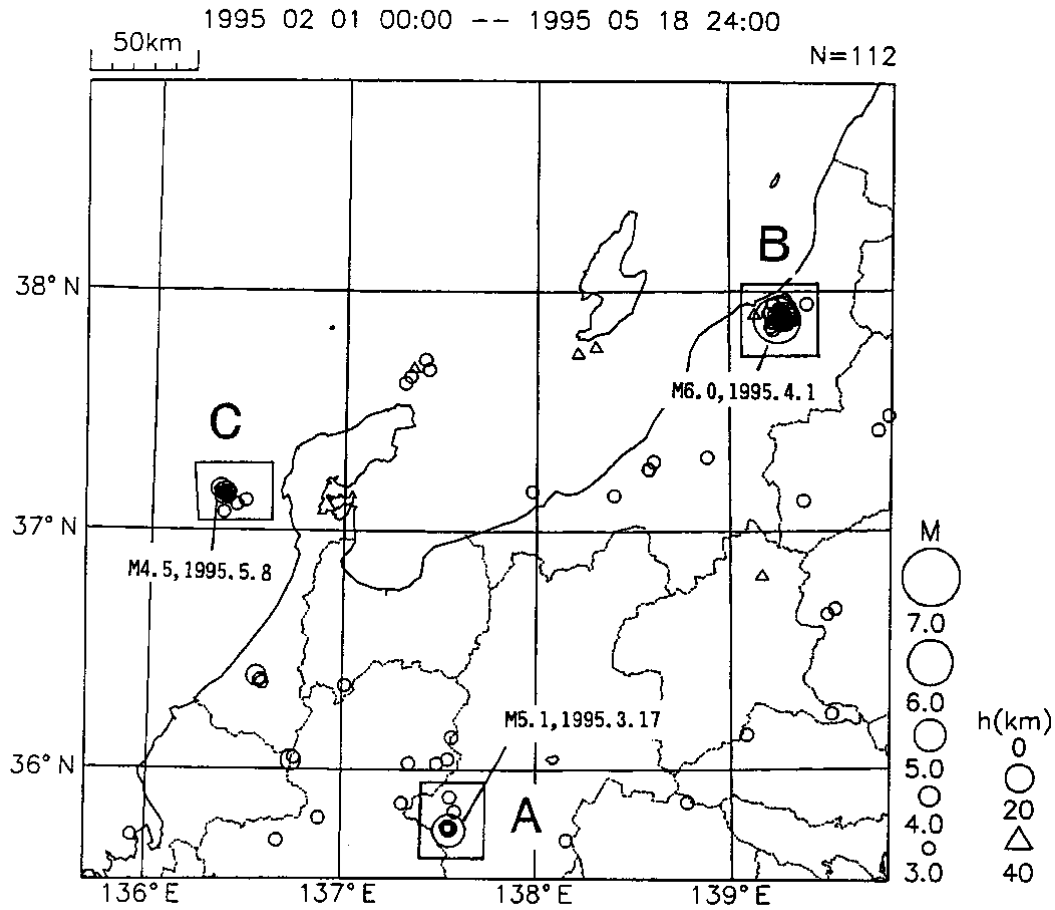 1995 02 01 00:00 -- 1995 05 18 24:00
50km
N=112
B
38°N
M6.0,1995.4.1
C
37°N
M4.5,1995.5.8
M
7.0
6.0
5.0
4.0
3.0
h(km)
0
20
40
M5.1,1995.3.17
36°N
A
136°E
137°E
138°E
139°E